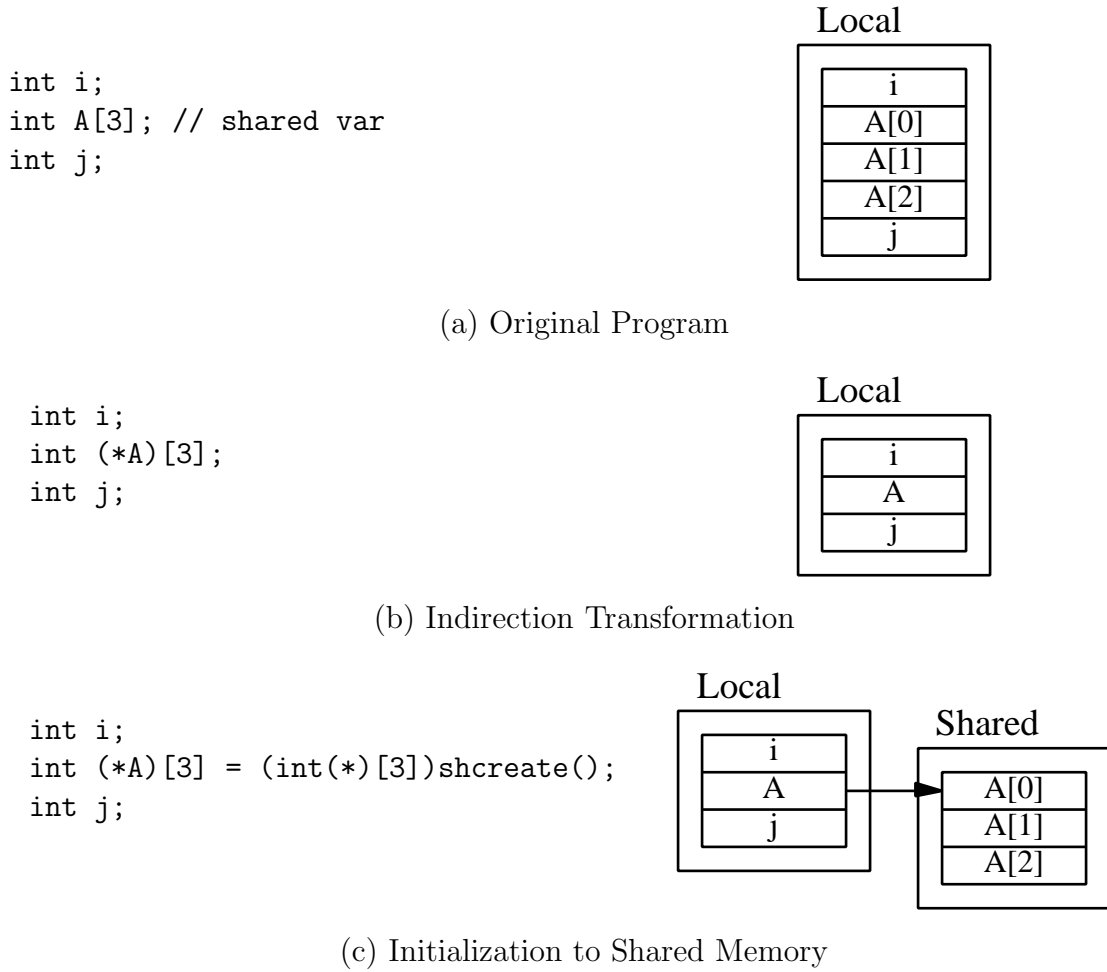 Local
int i;
int A[3]; // shared var
int j;
i
A[0]
A[1]
A[2]
j
(a) Original Program
Local
int i;
int (*A)[3];
int j;
i
A
j
(b) Indirection Transformation
Local
Shared
int i;
int (*A)[3] = (int(*)[3])shcreate();
int j;
i
A
j
A[0]
A[1]
A[2]
(c) Initialization to Shared Memory